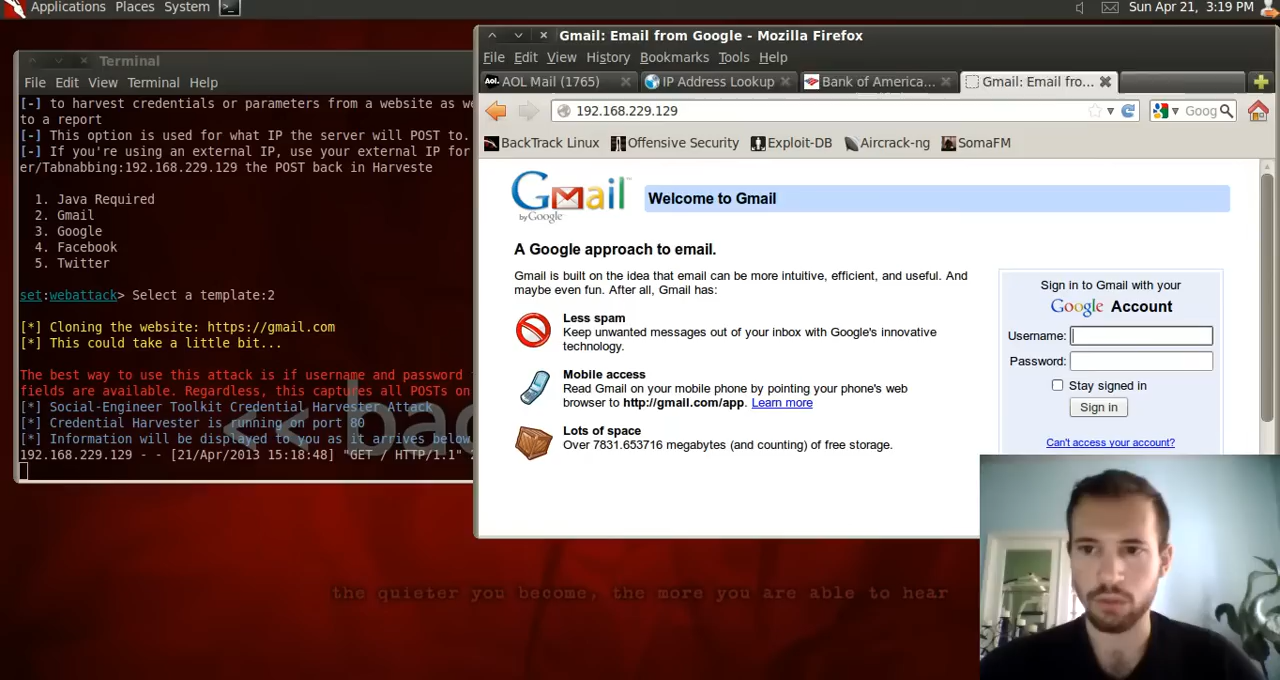 Applications Places System
Sun Apr 21, 3:19 PM
Terminal
File Edit View Terminal Help
[-] to harvest credentials or parameters from a website as we
to a report
[-] This option is used for what IP the server will POST to.
[-] If you're using an external IP, use your external IP for
er/Tabnabbing:192.168.229.129 the POST back in Harveste
1. Java Required
2. Gmail
3. Google
4. Facebook
5. Twitter
set:webattack> Select a template:2
[*] Cloning the website: https://gmail.com
[*] This could take a little bit...
The best way to use this attack is if username and password
fields are available. Regardless, this captures all POSTs on
[*] Social-Engineer Toolkit Credential Harvester Attack
[*] Credential Harvester is running on port 80
[*] Information will be displayed to you as it arrives below
192.168.229.129 - - [21/Apr/2013 15:18:48] "GET / HTTP/1.1"
Gmail: Email from Google - Mozilla Firefox
File Edit View History Bookmarks Tools Help
Aol. AOL Mail (1765)
IP Address Lookup
Bank of America...
Gmail: Email fro...
192.168.229.129
Goog
BackTrack Linux
Offensive Security
Exploit-DB
Aircrack-ng
SomaFM
Gmail
by Google
Welcome to Gmail
A Google approach to email.
Gmail is built on the idea that email can be more intuitive, efficient, and useful. And
maybe even fun. After all, Gmail has:
Less spam
Keep unwanted messages out of your inbox with Google's innovative
technology.
Mobile access
Read Gmail on your mobile phone by pointing your phone's web
browser to http://gmail.com/app. Learn more
Lots of space
Over 7831.653716 megabytes (and counting) of free storage.
Sign in to Gmail with your
Google Account
Username:
Password:
Stay signed in
Sign in
Can't access your account?
<< bac
the quieter you become, the more you are able to hear